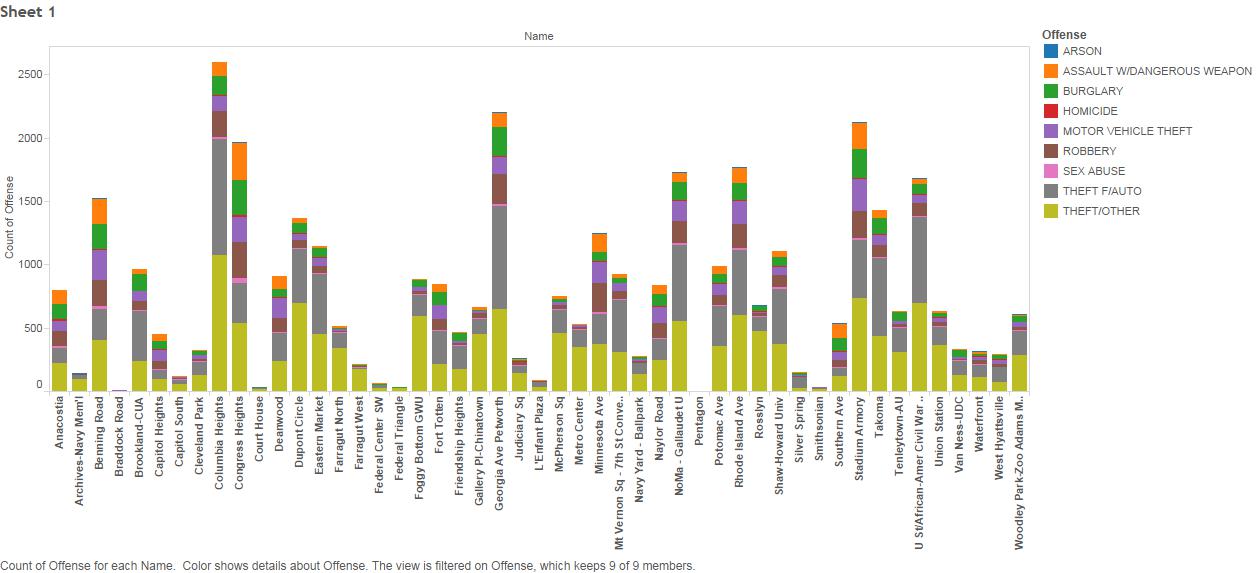 Sheet 1
Name
Offense
ARSON
ASSAULT W/DANGEROUS WEAPON
BURGLARY
HOMICIDE
MOTOR VEHICLE THEFT
ROBBERY
SEX ABUSE
THEFT F/AUTO
THEFT/OTHER
Count of Offense
2500
2000
1500
1000
500
0
Anacostia
Archives-Navy Mem'l
Benning Road
Braddock Road
Brookland-CUA
Capitol Heights
Capitol South
Cleveland Park
Columbia Heights
Congress Heights
Court House
Deanwood
Dupont Circle
Eastern Market
Farragut North
Farragut West
Federal Center SW
Federal Triangle
Foggy Bottom GWU
Fort Totten
Friendship Heights
Gallery Pl-Chinatown
Georgia Ave Petworth
Judiciary Sq
L'Enfant Plaza
McPherson Sq
Metro Center
Minnesota Ave
Mt Vernon Sq - 7th St Conve..
Navy Yard - Ballpark
Naylor Road
NoMa - Gallaudet U
Pentagon
Potomac Ave
Rhode Island Ave
Rosslyn
Shaw-Howard Univ
Silver Spring
Smithsonian
Southern Ave
Stadium Armory
Takoma
Tenleytown-AU
U St/African-Amer Civil War ..
Union Station
Van Ness-UDC
Waterfront
West Hyattsville
Woodley Park-Zoo Adams M..
Count of Offense for each Name.  Color shows details about Offense. The view is filtered on Offense, which keeps 9 of 9 members.